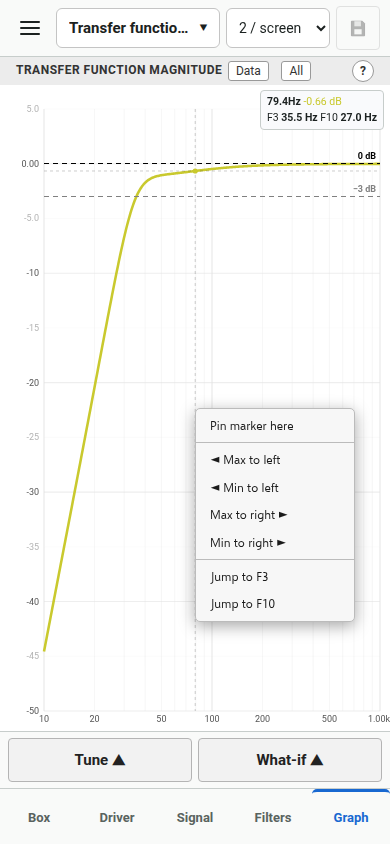 Transfer functio... ▼ 2 / screen
TRANSFER FUNCTION MAGNITUDE Data All ?
79.4Hz -0.66 dB
F3 35.5 Hz F10 27.0 Hz
5.0
0 dB
0.00
−3 dB
-5.0
-10
-15
-20
-25
-30
-35
-40
-45
-50
10 20 50 100 200 500 1.00k
Pin marker here
◄ Max to left
◄ Min to left
Max to right ►
Min to right ►
Jump to F3
Jump to F10
Tune ▲ What-if ▲
Box Driver Signal Filters Graph